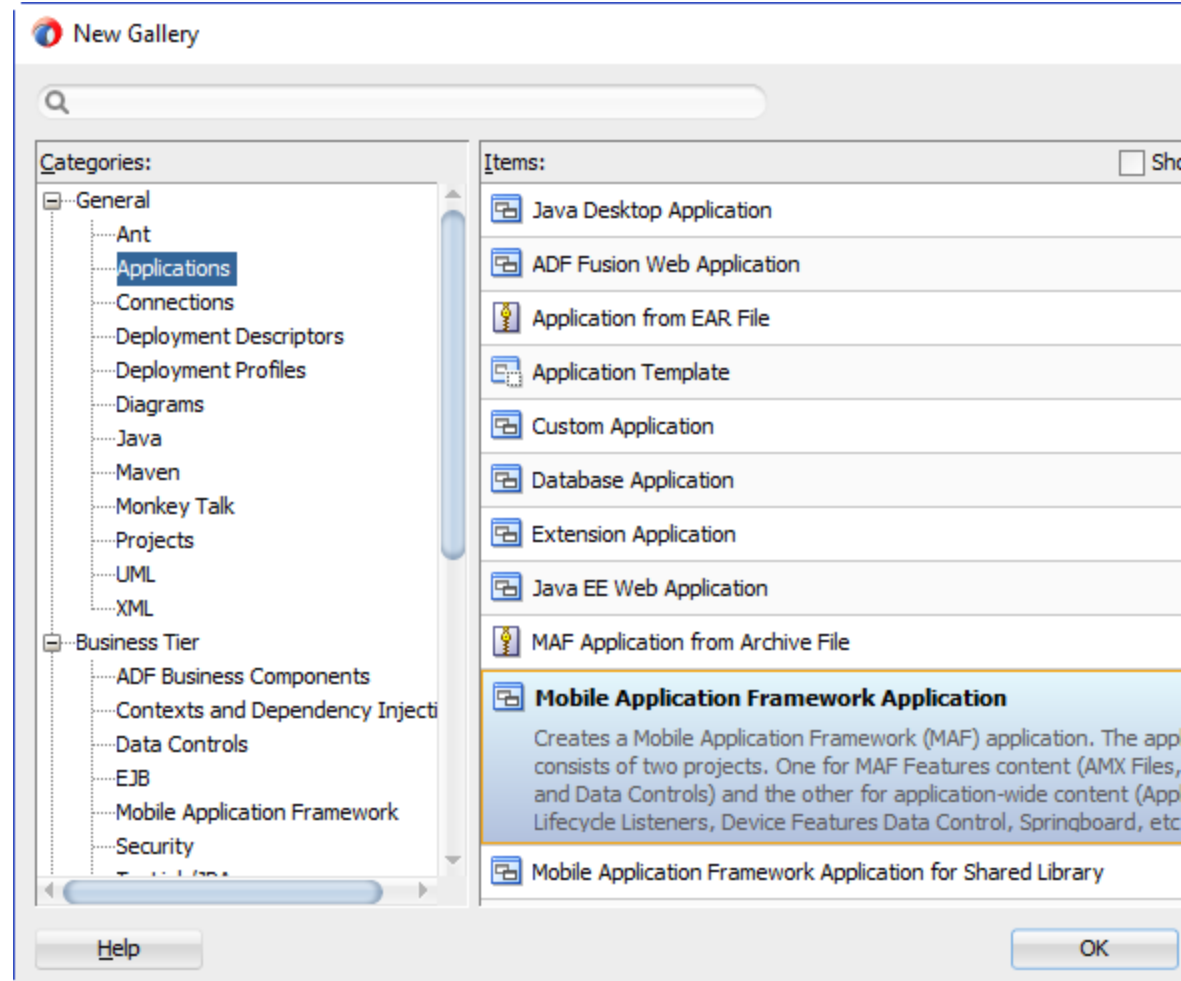 New Gallery
Categories:
General
Ant
Applications
Connections
Deployment Descriptors
Deployment Profiles
Diagrams
Java
Maven
Monkey Talk
Projects
UML
XML
Business Tier
ADF Business Components
Contexts and Dependency Injecti
Data Controls
EJB
Mobile Application Framework
Security
Items:
Sho
Java Desktop Application
ADF Fusion Web Application
Application from EAR File
Application Template
Custom Application
Database Application
Extension Application
Java EE Web Application
MAF Application from Archive File
Mobile Application Framework Application
Creates a Mobile Application Framework (MAF) application. The appl
consists of two projects. One for MAF Features content (AMX Files,
and Data Controls) and the other for application-wide content (Appl
Lifecycle Listeners, Device Features Data Control, Springboard, etc
Mobile Application Framework Application for Shared Library
Help
OK